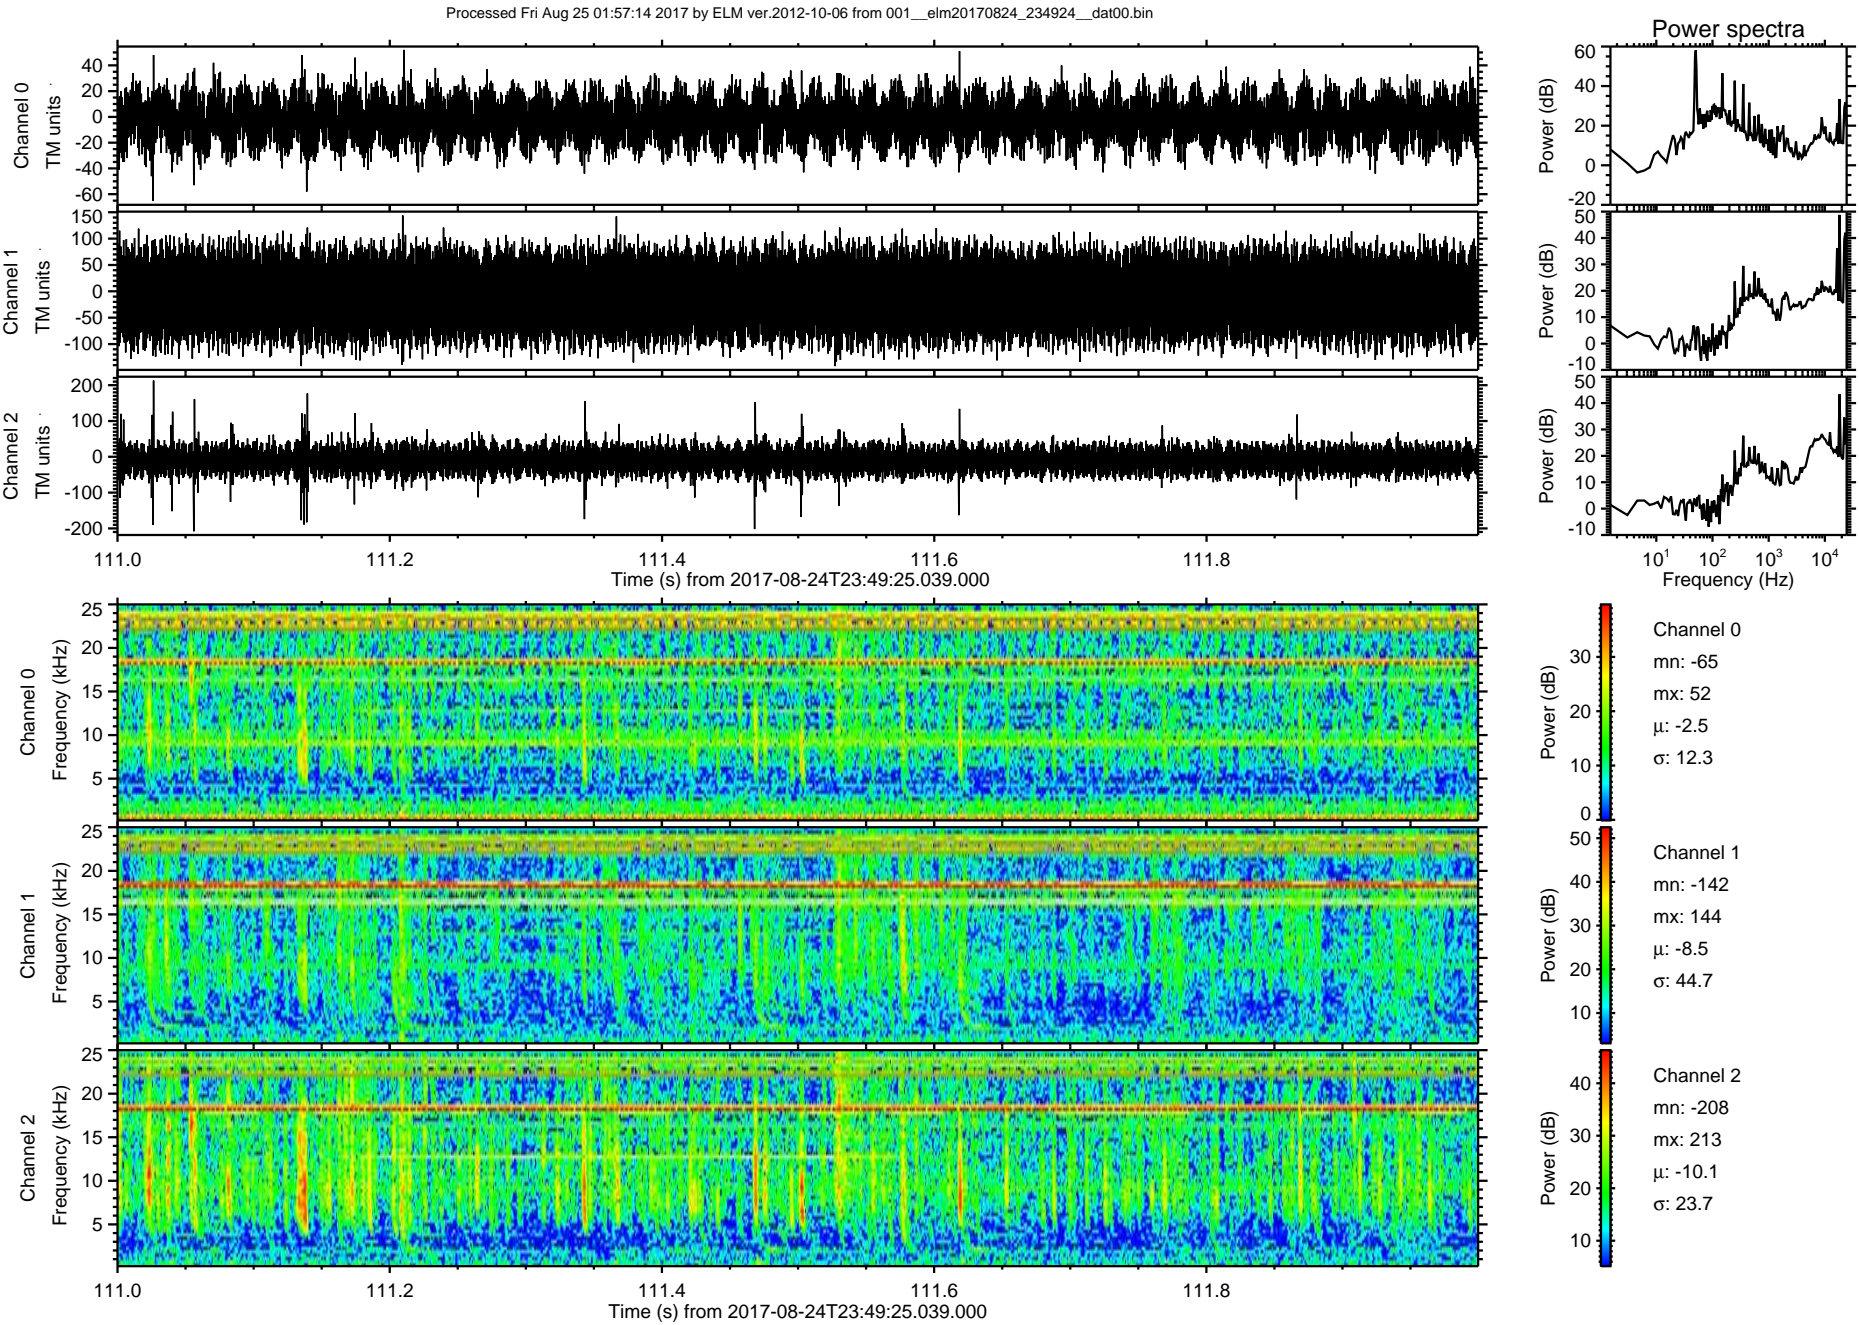 Processed Fri Aug 25 01:57:14 2017 by ELM ver.2012-10-06 from 001__elm20170824_234924__dat00.bin
Power spectra
Channel 0
TM units
40
20
0
-20
-40
-60
Power (dB)
60
40
20
0
-20
Channel 1
TM units
150
100
50
0
-50
-100
Power (dB)
50
40
30
20
10
0
-10
Channel 2
TM units
200
100
0
-100
-200
Power (dB)
50
40
30
20
10
0
-10
111.0 111.2 111.4 111.6 111.8
Time (s) from 2017-08-24T23:49:25.039.000
10¹ 10² 10³ 10⁴
Frequency (Hz)
Channel 0
Frequency (kHz)
25
20
15
10
5
Power (dB)
30
20
10
0
Channel 0
mn: -65
mx: 52
μ: -2.5
σ: 12.3
Channel 1
Frequency (kHz)
25
20
15
10
5
Power (dB)
50
40
30
20
10
Channel 1
mn: -142
mx: 144
μ: -8.5
σ: 44.7
Channel 2
Frequency (kHz)
25
20
15
10
5
Power (dB)
40
30
20
10
Channel 2
mn: -208
mx: 213
μ: -10.1
σ: 23.7
111.0 111.2 111.4 111.6 111.8
Time (s) from 2017-08-24T23:49:25.039.000